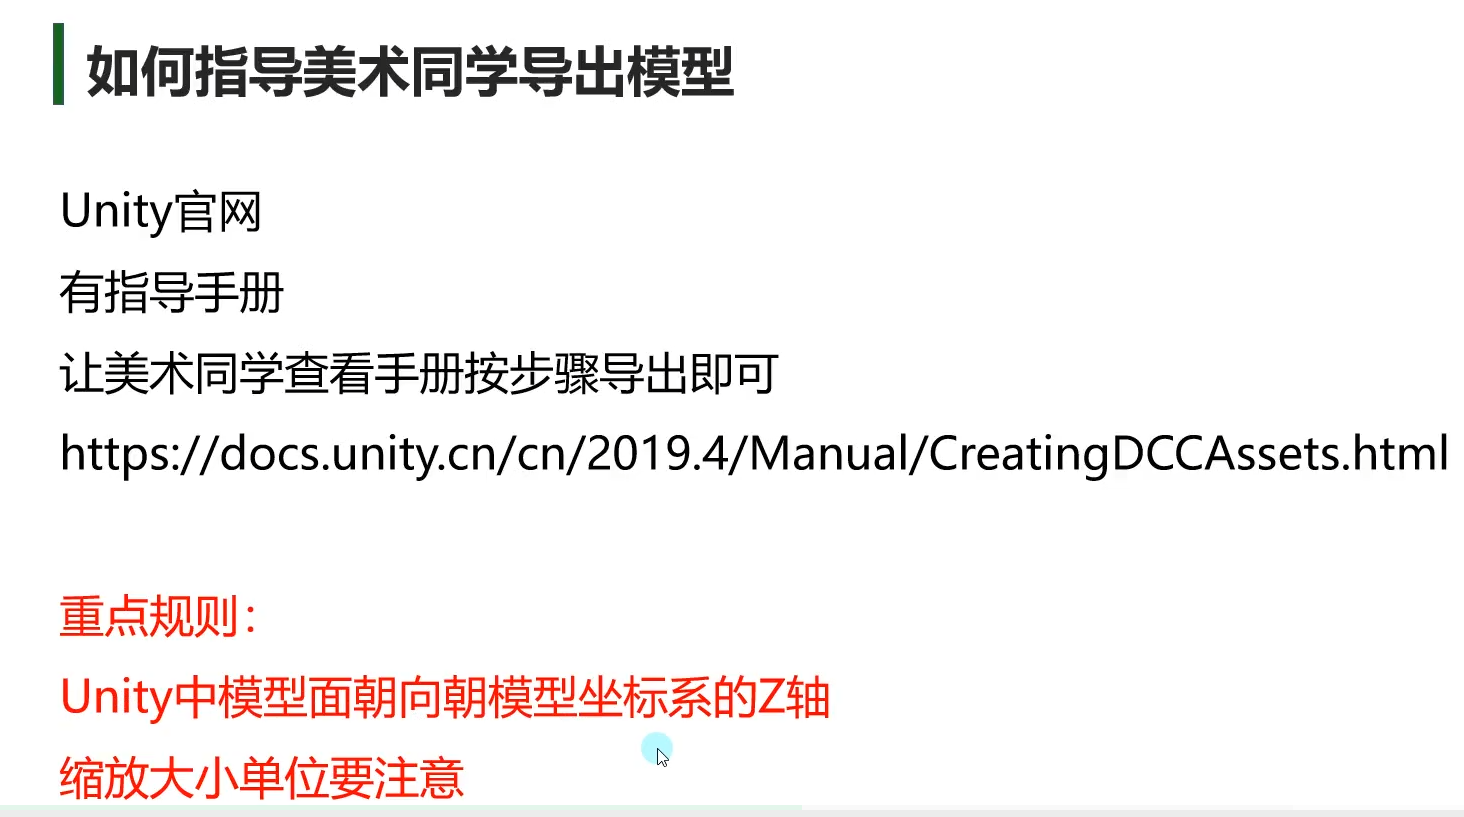 如何指导美术同学导出模型
Unity官网
有指导手册
让美术同学查看手册按步骤导出即可
https://docs.unity.cn/cn/2019.4/Manual/CreatingDCCAssets.html
重点规则：
Unity中模型面朝向朝模型坐标系的Z轴
缩放大小单位要注意